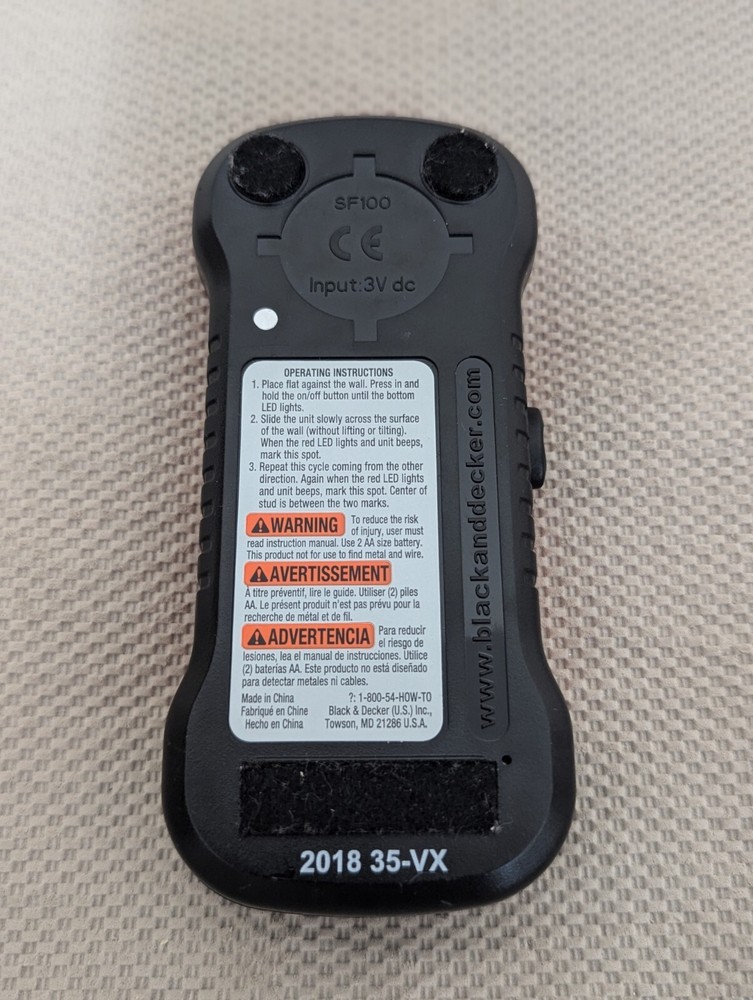 SF100
CE
Input:3V dc
OPERATING INSTRUCTIONS
1. Place flat against the wall. Press in and
hold the on/off button until the bottom
LED lights.
2. Slide the unit slowly across the surface
of the wall (without lifting or tilting).
When the red LED lights and unit beeps,
mark this spot.
3. Repeat this cycle coming from the other
direction. Again when the red LED lights
and unit beeps, mark this spot. Center of
stud is between the two marks.
WARNING To reduce the risk
of injury, user must
read instruction manual. Use 2 AA size battery.
This product not for use to find metal and wire.
AVERTISSEMENT
À titre préventif, lire le guide. Utiliser (2) piles
AA. Le présent produit n'est pas prévu pour la
recherche de métal et de fil.
ADVERTENCIA Para reducir
el riesgo de
lesiones, lea el manual de instrucciones. Utilice
(2) baterías AA. Este producto no está diseñado
para detectar metales ni cables.
Made in China ?: 1-800-54-HOW-TO
Fabriqué en Chine Black & Decker (U.S.) Inc.,
Hecho en China Towson, MD 21286 U.S.A.
www.blackanddecker.com
2018 35-VX